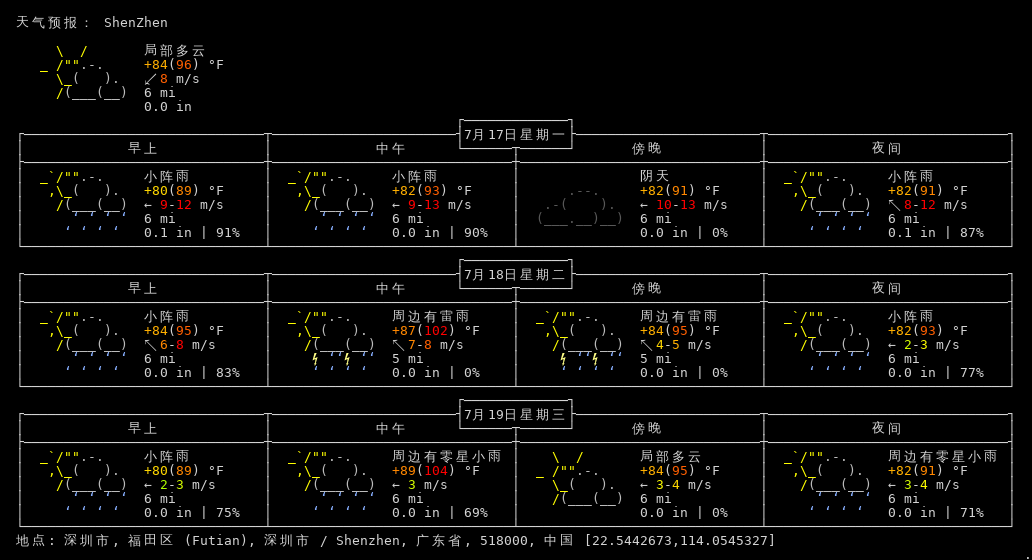 天气预报： ShenZhen
局部多云
+84(96) °F
↙ 8 m/s
6 mi
0.0 in
7月17日星期一
早上 中午 傍晚 夜间
小阵雨 小阵雨 阴天 小阵雨
+80(89) °F +82(93) °F +82(91) °F +82(91) °F
← 9-12 m/s ← 9-13 m/s ← 10-13 m/s ↖ 8-12 m/s
6 mi 6 mi 6 mi 6 mi
0.1 in | 91% 0.0 in | 90% 0.0 in | 0% 0.1 in | 87%
7月18日星期二
早上 中午 傍晚 夜间
小阵雨 周边有雷雨 周边有雷雨 小阵雨
+84(95) °F +87(102) °F +84(95) °F +82(93) °F
↖ 6-8 m/s ↖ 7-8 m/s ↖ 4-5 m/s ← 2-3 m/s
6 mi 5 mi 5 mi 6 mi
0.0 in | 83% 0.0 in | 0% 0.0 in | 0% 0.0 in | 77%
7月19日星期三
早上 中午 傍晚 夜间
小阵雨 周边有零星小雨 局部多云 周边有零星小雨
+80(89) °F +89(104) °F +84(95) °F +82(91) °F
← 2-3 m/s ← 3 m/s ← 3-4 m/s ← 3-4 m/s
6 mi 6 mi 6 mi 6 mi
0.0 in | 75% 0.0 in | 69% 0.0 in | 0% 0.0 in | 71%
地点: 深圳市, 福田区 (Futian), 深圳市 / Shenzhen, 广东省, 518000, 中国 [22.5442673,114.0545327]